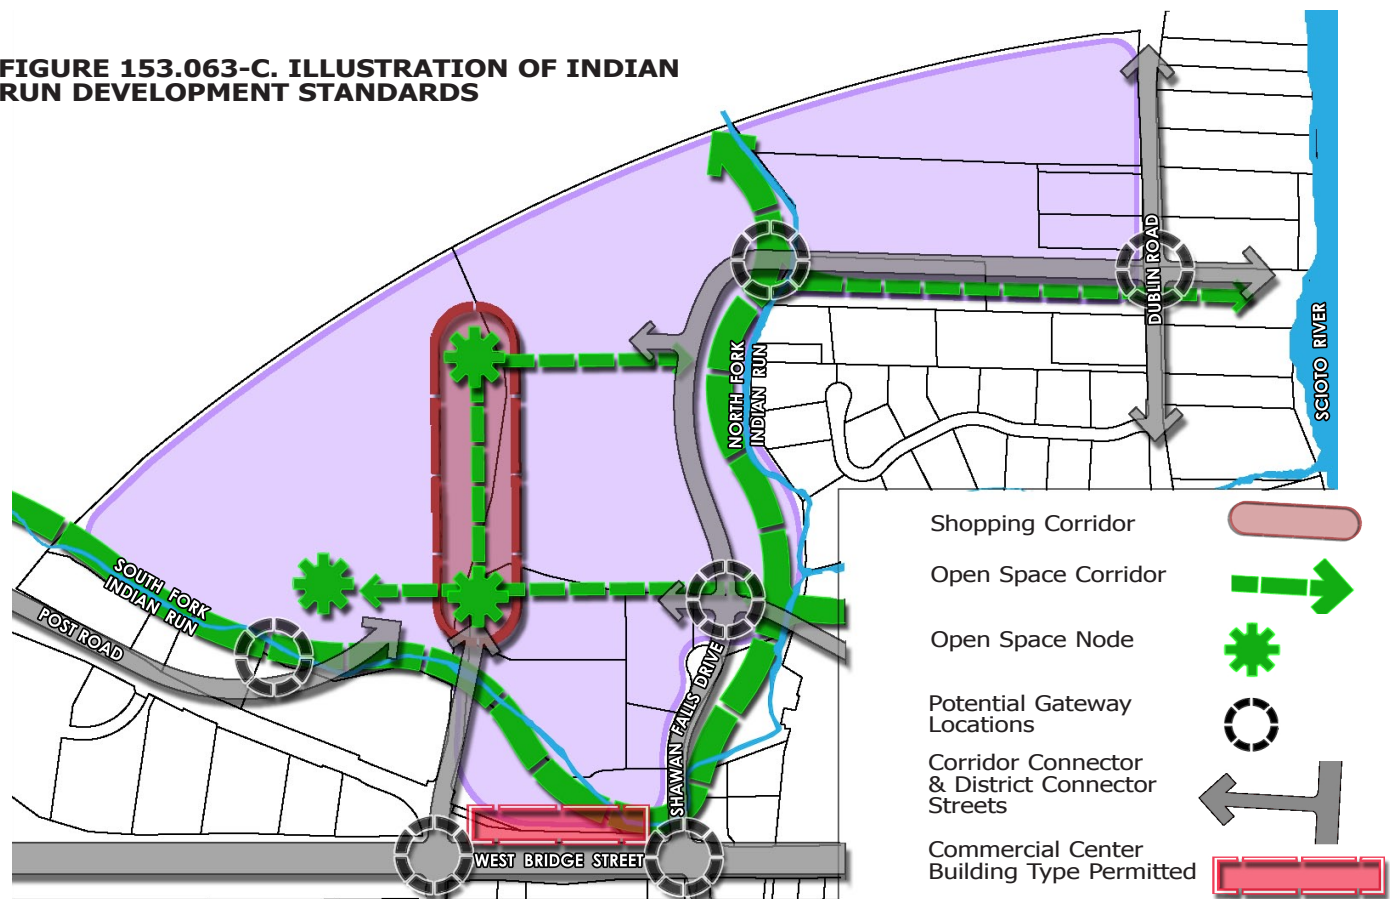 FIGURE 153.063-C. ILLUSTRATION OF INDIAN
RUN DEVELOPMENT STANDARDS
DUBLIN ROAD
SCIOTO RIVER
NORTH FORK
INDIAN RUN
SOUTH FORK
INDIAN RUN
POST ROAD
SHAWAN FALLS DRIVE
WEST BRIDGE STREET
Shopping Corridor
Open Space Corridor
Open Space Node
Potential Gateway
Locations
Corridor Connector
& District Connector
Streets
Commercial Center
Building Type Permitted